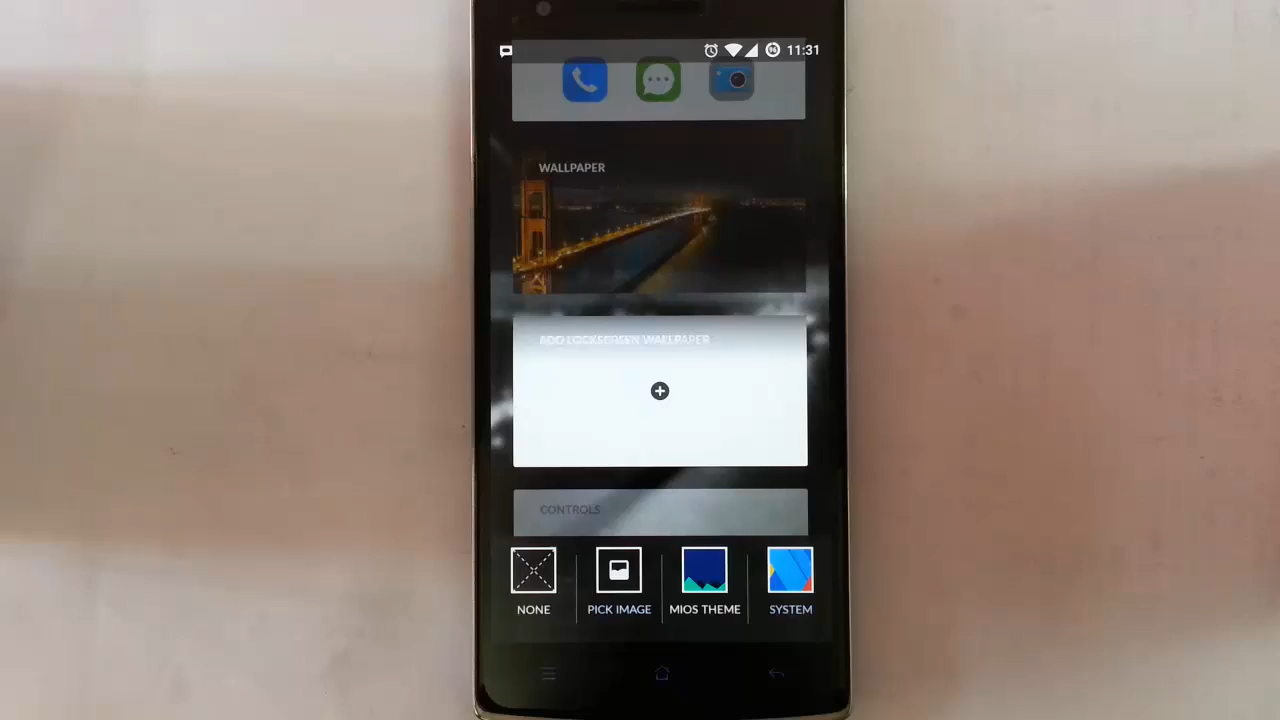 11:31
WALLPAPER
ADD LOCKSCREEN WALLPAPER
CONTROLS
NONE PICK IMAGE MIOS THEME SYSTEM